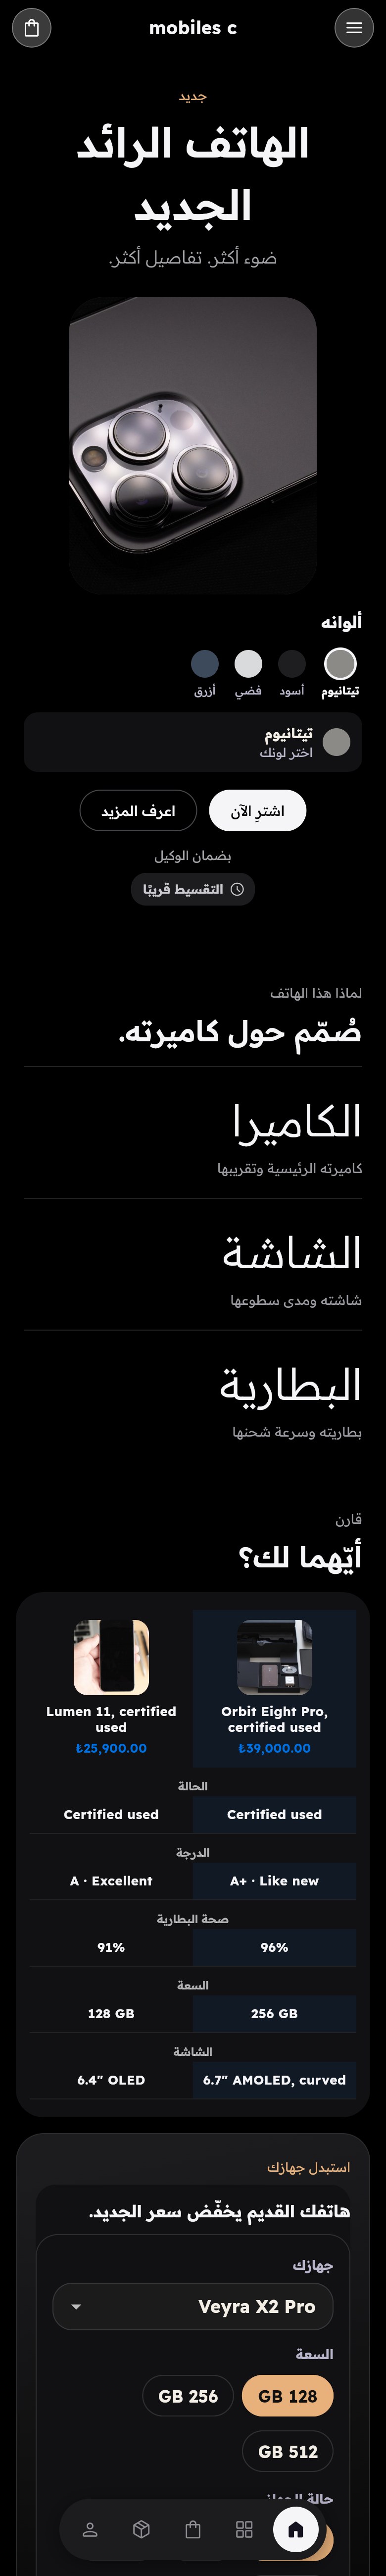 mobiles c
جديد
الهاتف الرائد
الجديد
ضوء أكثر. تفاصيل أكثر.
ألوانه
تيتانيوم
أسود
فضي
أزرق
تيتانيوم
اختر لونك
اشترِ الآن
اعرف المزيد
بضمان الوكيل
التقسيط قريبًا
لماذا هذا الهاتف
صُمّم حول كاميرته.
الكاميرا
كاميرته الرئيسية وتقريبها
الشاشة
شاشته ومدى سطوعها
البطارية
بطاريته وسرعة شحنها
قارن
أيّهما لك؟
Orbit Eight Pro,
certified used
₺39,000.00
Lumen 11, certified
used
₺25,900.00
الحالة
Certified used
Certified used
الدرجة
A+ · Like new
A · Excellent
صحة البطارية
96%
91%
السعة
256 GB
128 GB
الشاشة
6.7" AMOLED, curved
6.4" OLED
استبدل جهازك
هاتفك القديم يخفّض سعر الجديد.
جهازك
Veyra X2 Pro
السعة
128 GB
256 GB
512 GB
حالة الجهاز